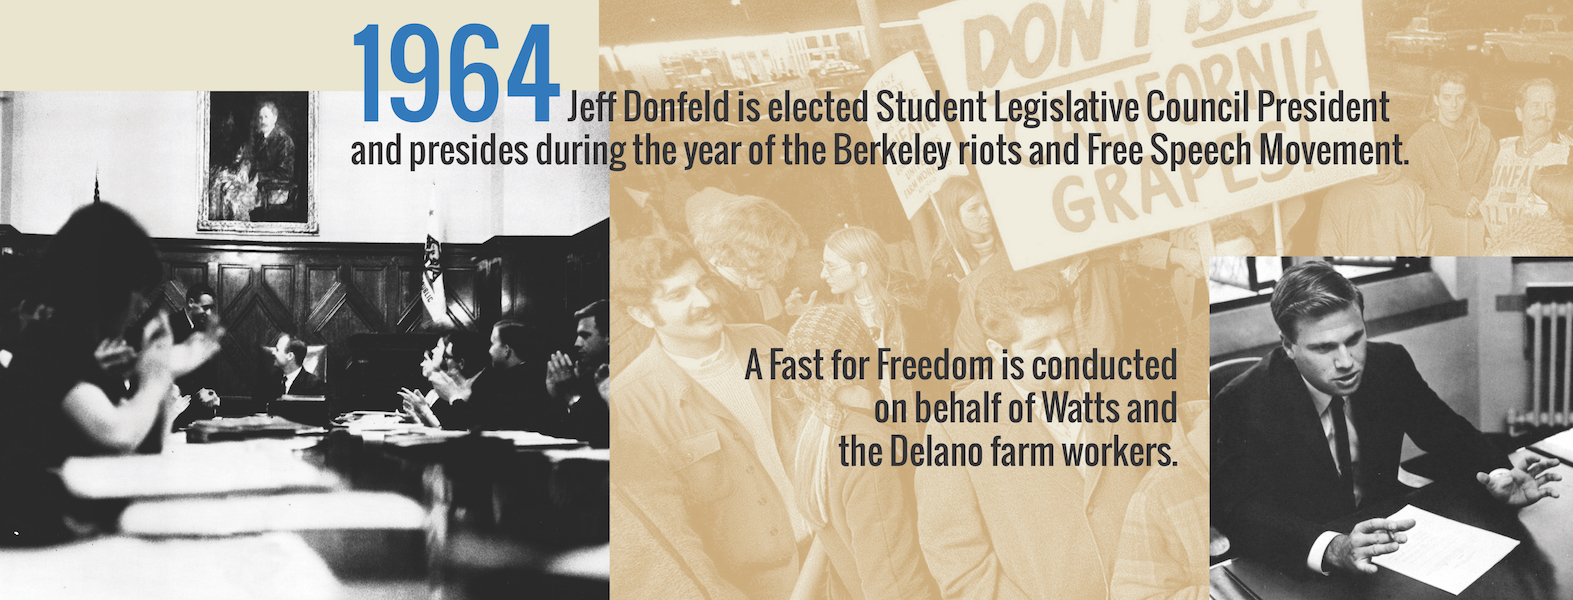 1964 Jeff Donfeld is elected Student Legislative Council President
and presides during the year of the Berkeley riots and Free Speech Movement.
DON'T BUY
CALIFORNIA
GRAPES!
A Fast for Freedom is conducted
on behalf of Watts and
the Delano farm workers.